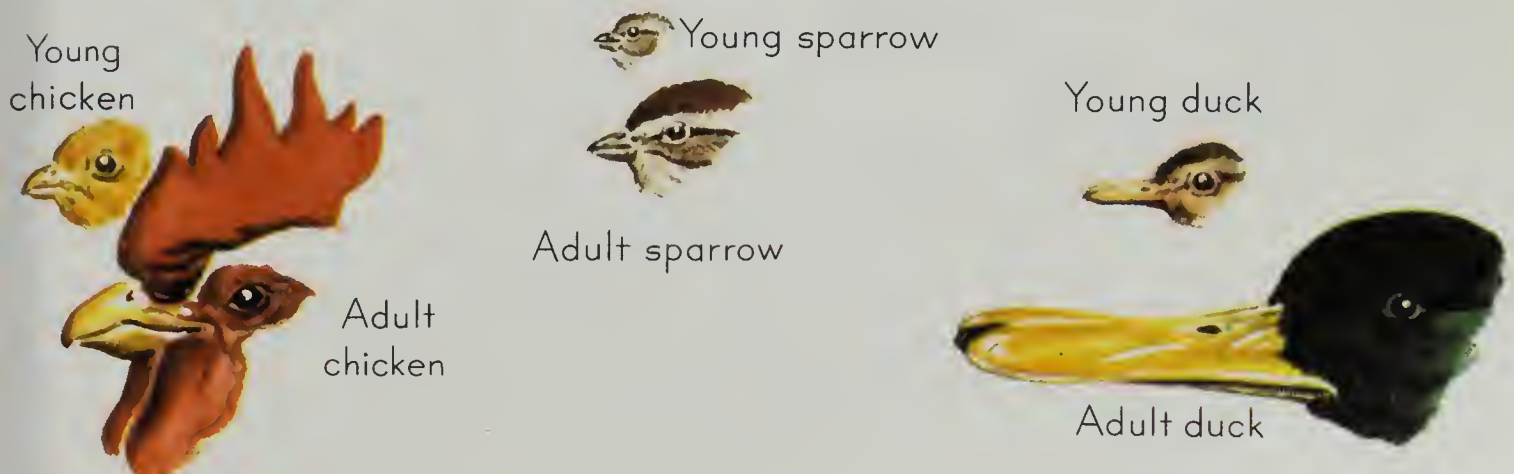 Young
chicken
Adult
chicken
Young sparrow
Adult sparrow
Young duck
Adult duck